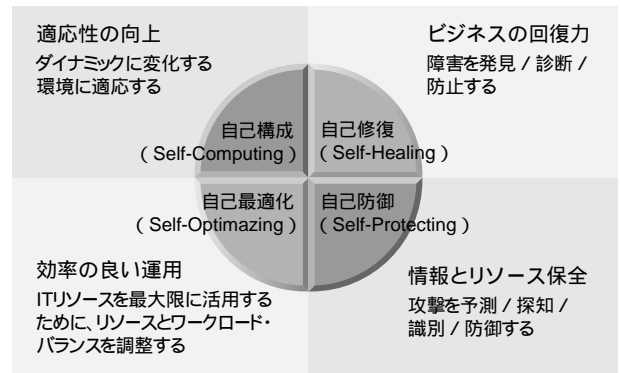 適応性の向上
ダイナミックに変化する
環境に適応する
ビジネスの回復力
障害を発見 / 診断 /
防止する
自己構成
( Self-Computing )
自己修復
( Self-Healing )
自己最適化
( Self-Optimazing )
自己防御
( Self-Protecting )
効率の良い運用
ITリソースを最大限に活用する
ために、リソースとワークロード・
バランスを調整する
情報とリソース保全
攻撃を予測 / 探知 /
識別 / 防御する